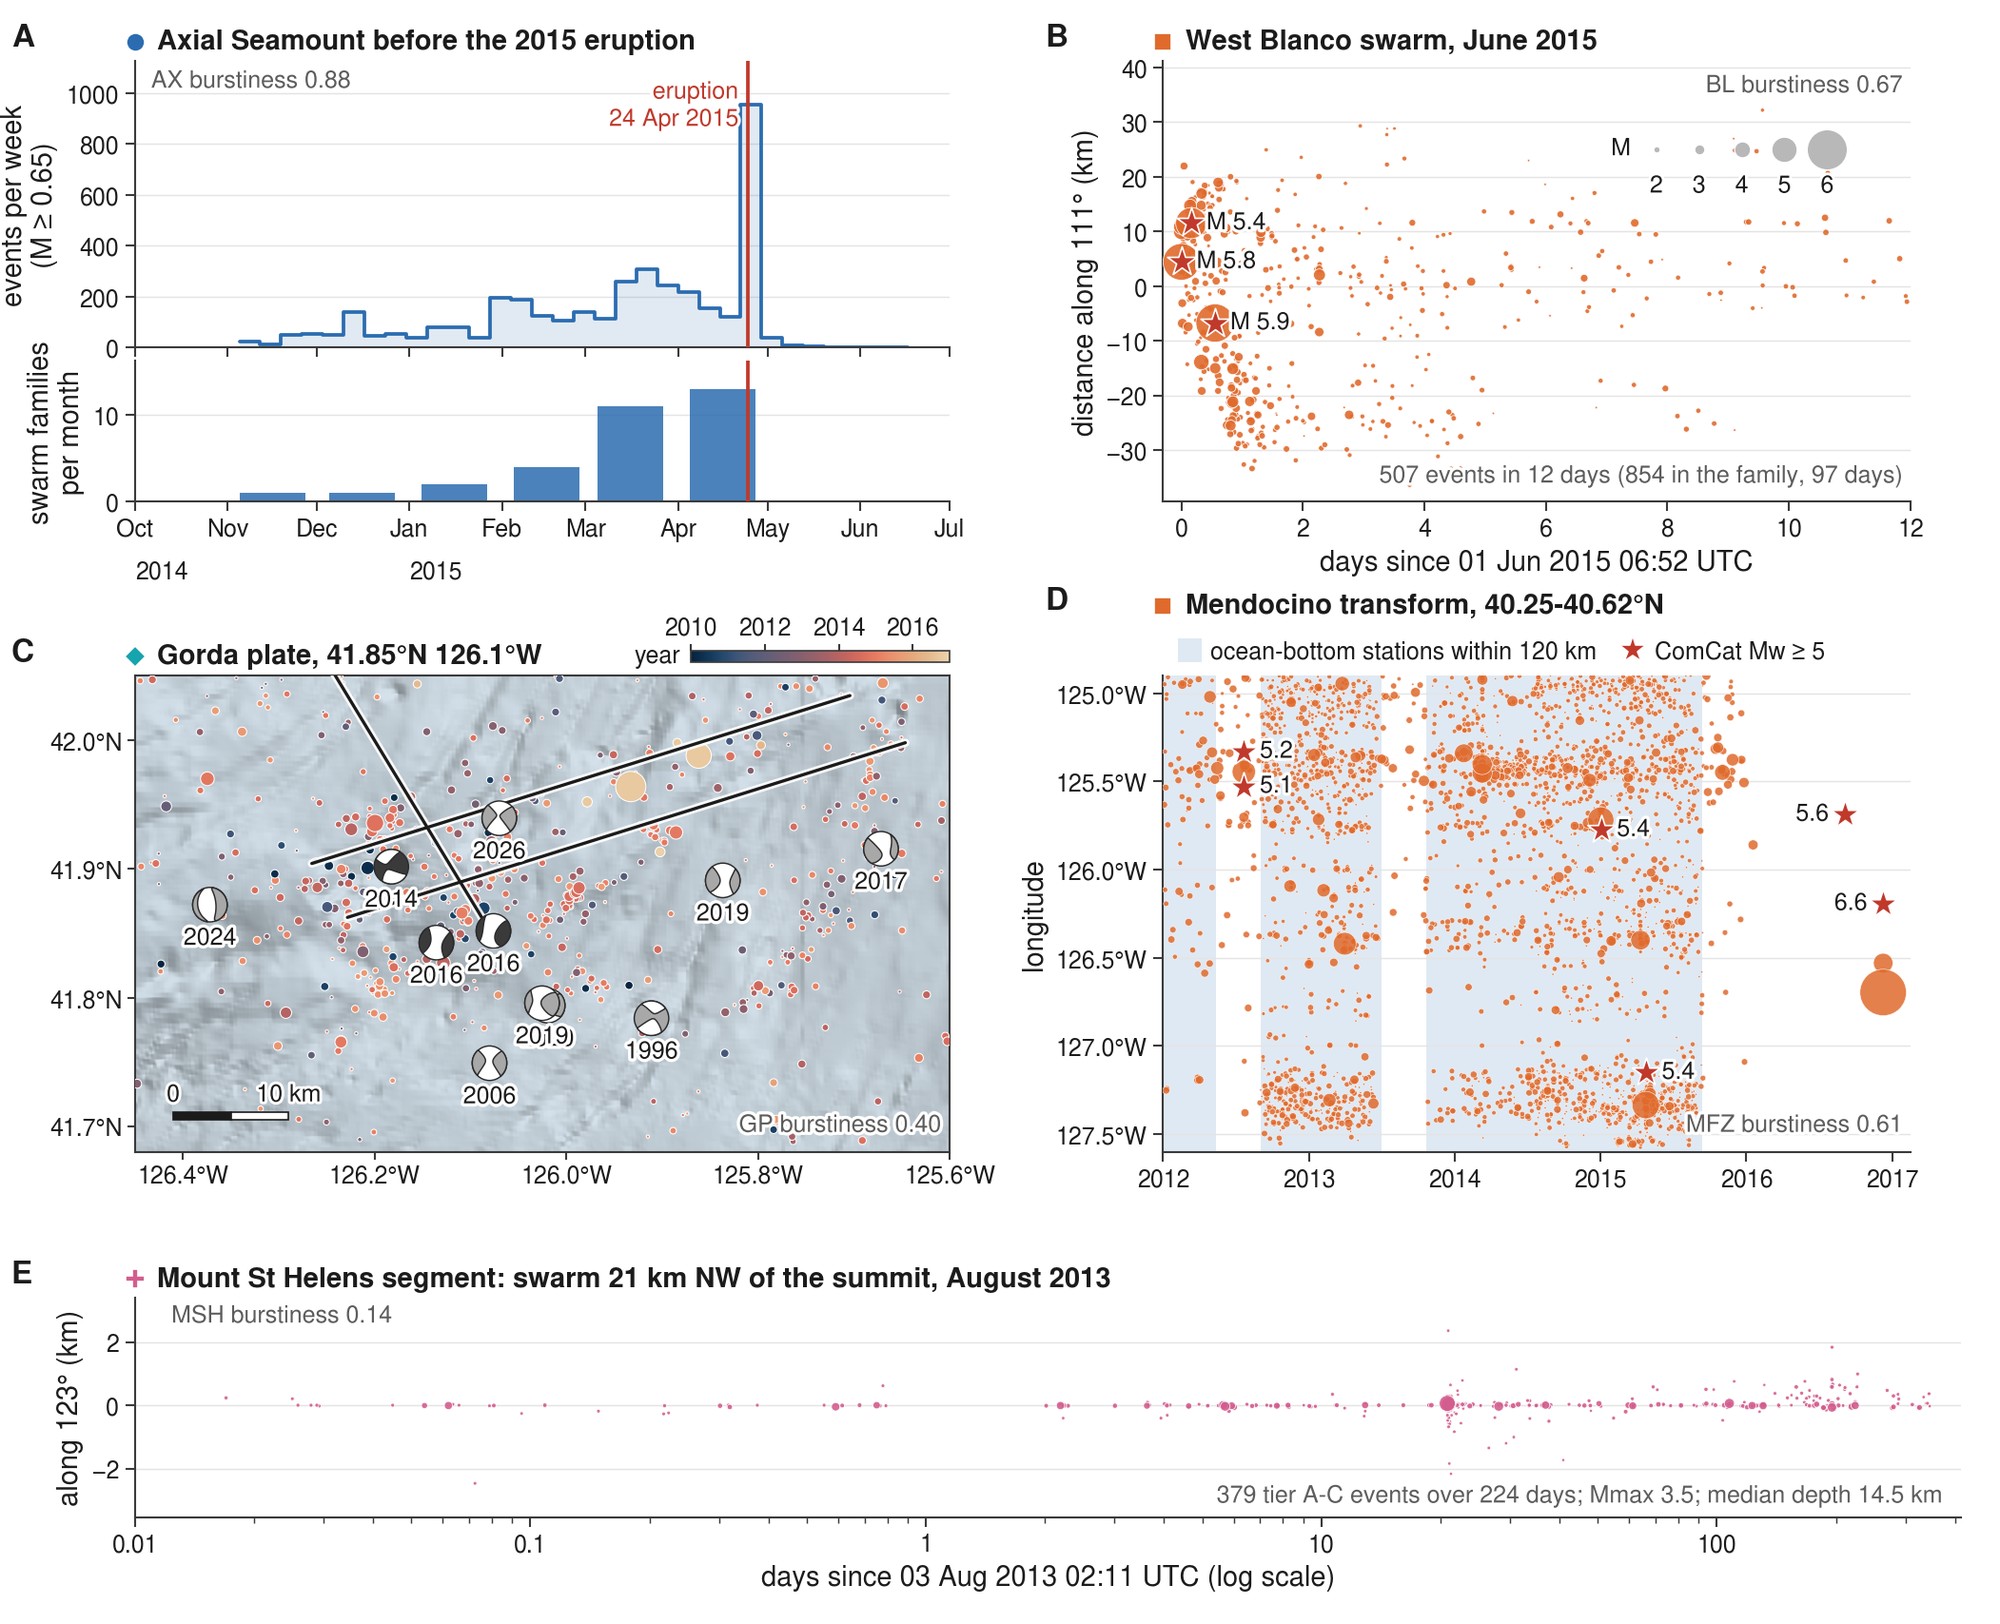 A
Axial Seamount before the 2015 eruption
AX burstiness 0.88
eruption
24 Apr 2015
events per week
(M ≥ 0.65)
1000
800
600
400
200
0
swarm families
per month
10
0
Oct Nov Dec Jan Feb Mar Apr May Jun Jul
2014 2015
B
West Blanco swarm, June 2015
BL burstiness 0.67
M
2 3 4 5 6
M 5.4
M 5.8
M 5.9
distance along 111° (km)
40
30
20
10
0
−10
−20
−30
507 events in 12 days (854 in the family, 97 days)
0 2 4 6 8 10 12
days since 01 Jun 2015 06:52 UTC
C
Gorda plate, 41.85°N 126.1°W
year
2010 2012 2014 2016
42.0°N
41.9°N
41.8°N
41.7°N
2026
2014
2017
2019
2024
2016
2016
2019
1996
2006
0 10 km
GP burstiness 0.40
126.4°W 126.2°W 126.0°W 125.8°W 125.6°W
D
Mendocino transform, 40.25-40.62°N
ocean-bottom stations within 120 km
ComCat Mw ≥ 5
longitude
125.0°W
125.5°W
126.0°W
126.5°W
127.0°W
127.5°W
5.2
5.1
5.6
5.4
6.6
5.4
MFZ burstiness 0.61
2012 2013 2014 2015 2016 2017
E
Mount St Helens segment: swarm 21 km NW of the summit, August 2013
MSH burstiness 0.14
along 123° (km)
2
0
−2
379 tier A-C events over 224 days; Mmax 3.5; median depth 14.5 km
0.01 0.1 1 10 100
days since 03 Aug 2013 02:11 UTC (log scale)